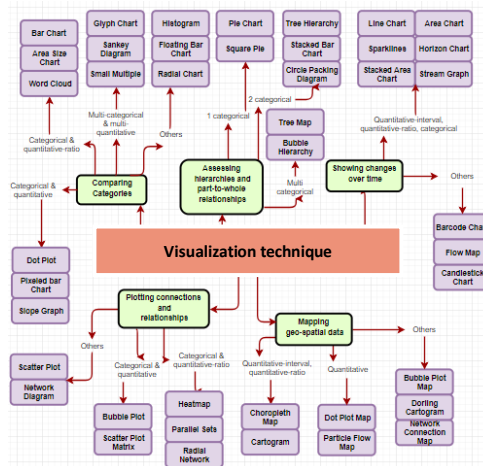 Bar Chart
Area Size
Chart
Word Cloud
Glyph Chart
Sankey
Diagram
Small Multiple
Histogram
Floating Bar
Chart
Radial Chart
Pie Chart
Square Pie
Tree Hierarchy
Stacked Bar
Chart
Circle Packing
Diagram
Line Chart
Sparklines
Stacked Area
Chart
Area Chart
Horizon Chart
Stream Graph
Multi-categorical
& multi-
quantitative
Others
1 categorical
2 categorical
Tree Map
Bubble
Hierarchy
Quantitative-interval,
quantitative-ratio, categorical
Categorical &
quantitative-ratio
Categorical &
quantitative
Comparing
Categories
Assessing
hierarchies and
part-to-whole
relationships
Multi
categorical
Showing changes
over time
Others
Barcode Char
Flow Map
Candlestick
Chart
Visualization technique
Dot Plot
Pixeled bar
Chart
Slope Graph
Plotting connections
and
relationships
Mapping
geo-spatial data
Others
Categorical &
quantitative
Categorical &
quantitative-ratio
Quantitative-interval,
quantitative-ratio
Quantitative
Others
Scatter Plot
Network
Diagram
Bubble Plot
Scatter Plot
Matrix
Heatmap
Parallel Sets
Radial
Network
Choropleth
Map
Cartogram
Dot Plot Map
Particle Flow
Map
Bubble Plot
Map
Dorling
Cartogram
Network
Connection
Map